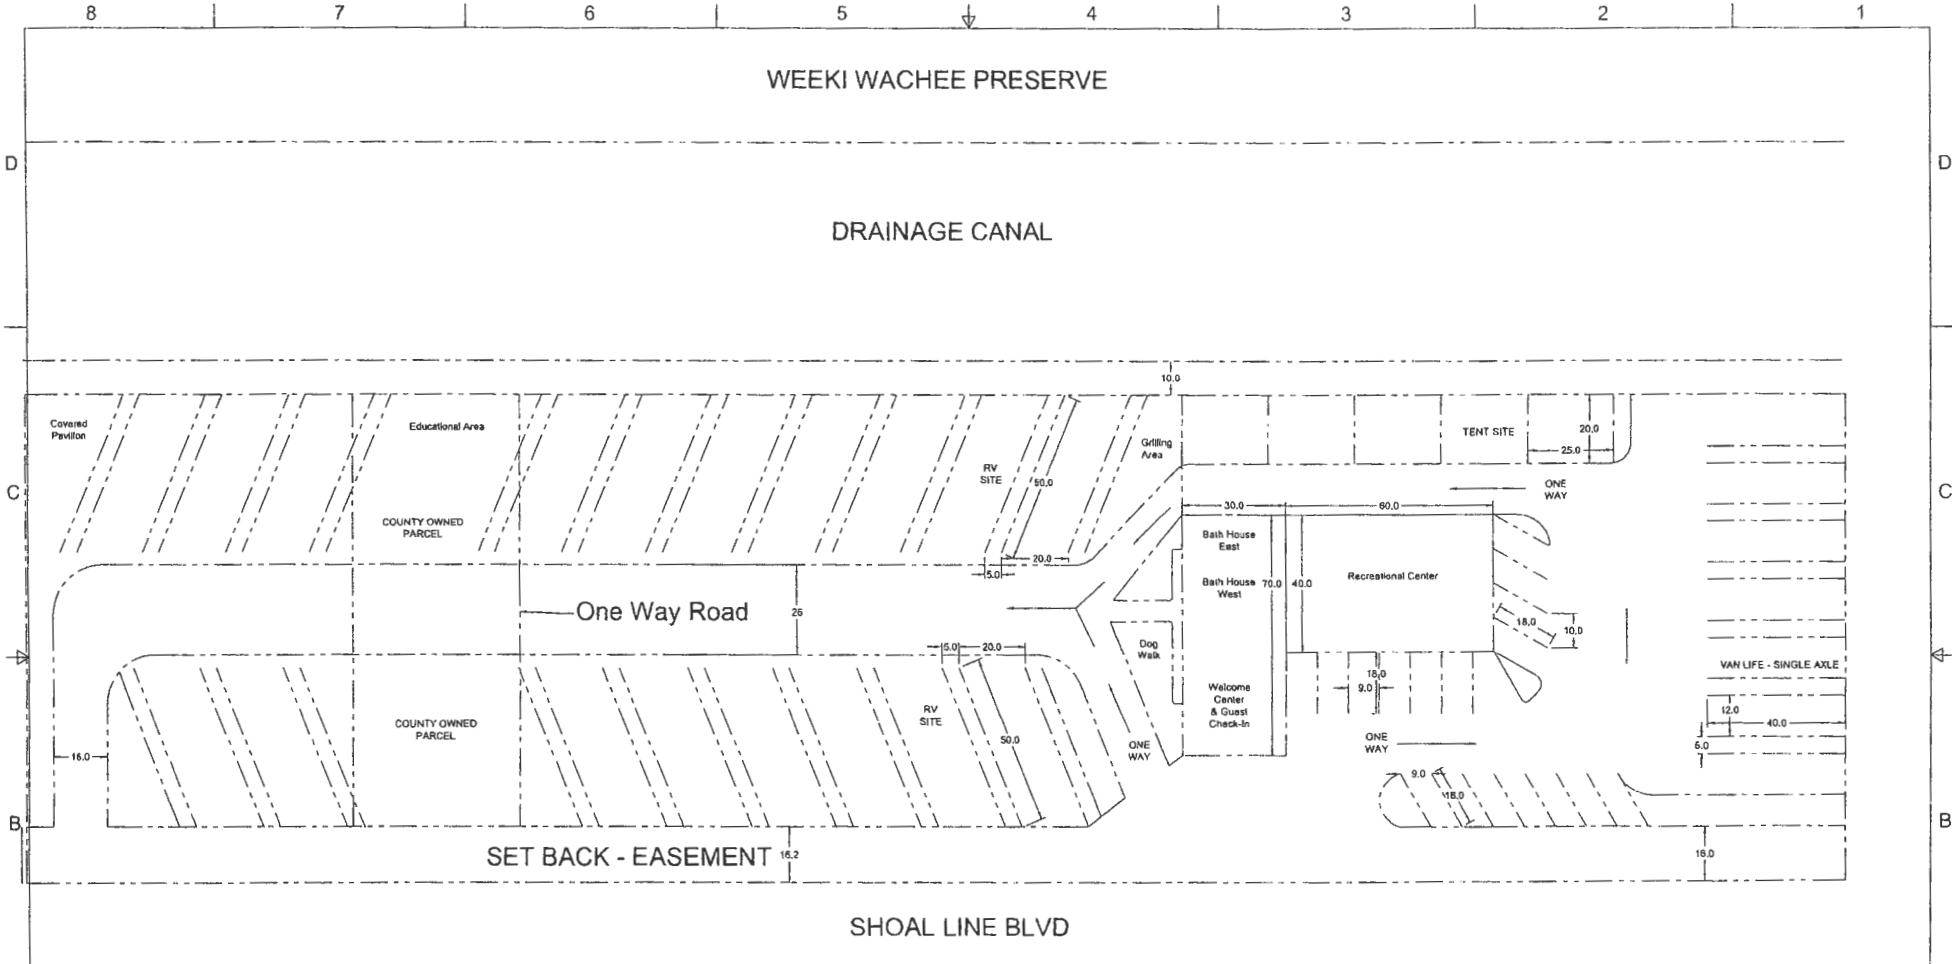 8 7 6 5 4 3 2 1
WEEKI WACHEE PRESERVE
D D
DRAINAGE CANAL
10.0
Covered
Pavilion
Educational Area
Grilling
Area
TENT SITE
20.0
25.0
RV
SITE
50.0
C C
ONE
WAY
30.0 60.0
COUNTY OWNED
PARCEL
Bath House
East
20.0
5.0
Bath House
West
70.0 40.0
Recreational Center
One Way Road
26
18.0 10.0
5.0 20.0
Dog
Walk
VAN LIFE - SINGLE AXLE
18.0
9.0
Welcome
Center
& Guest
Check-In
12.0
40.0
RV
SITE
COUNTY OWNED
PARCEL
50.0
ONE
WAY
ONE
WAY
16.0
9.0
18.0
B B
SET BACK - EASEMENT 16.2
16.0
SHOAL LINE BLVD